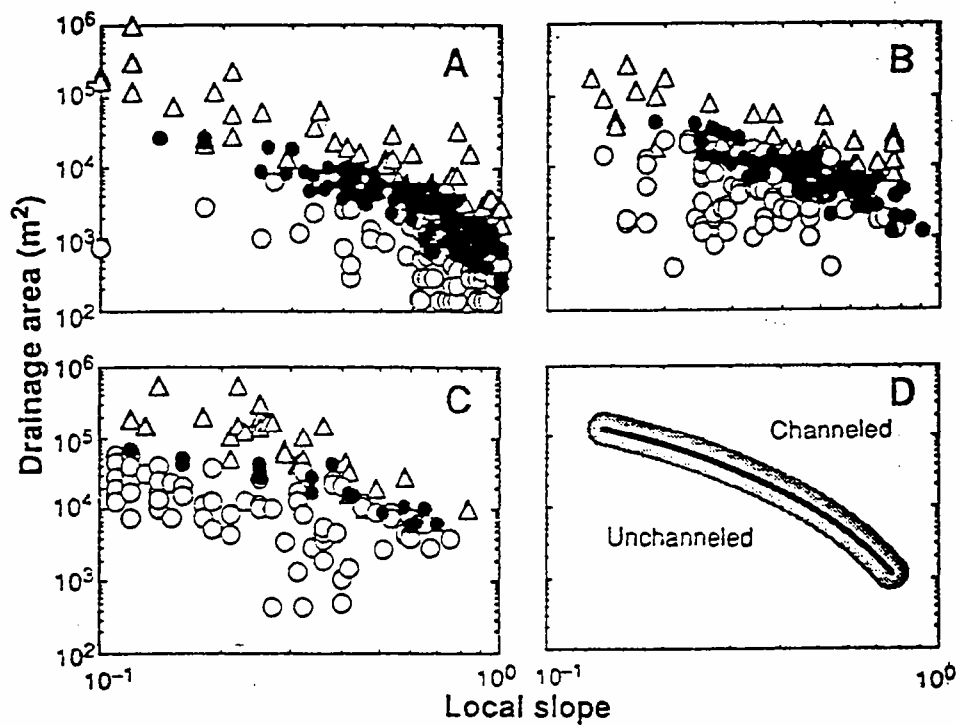 A
B
C
D
Drainage area (m²)
10⁶
10⁵
10⁴
10³
10²
10⁶
10⁵
10⁴
10³
10²
Channeled
Unchanneled
10⁻¹
10⁰
10⁻¹
10⁰
Local slope